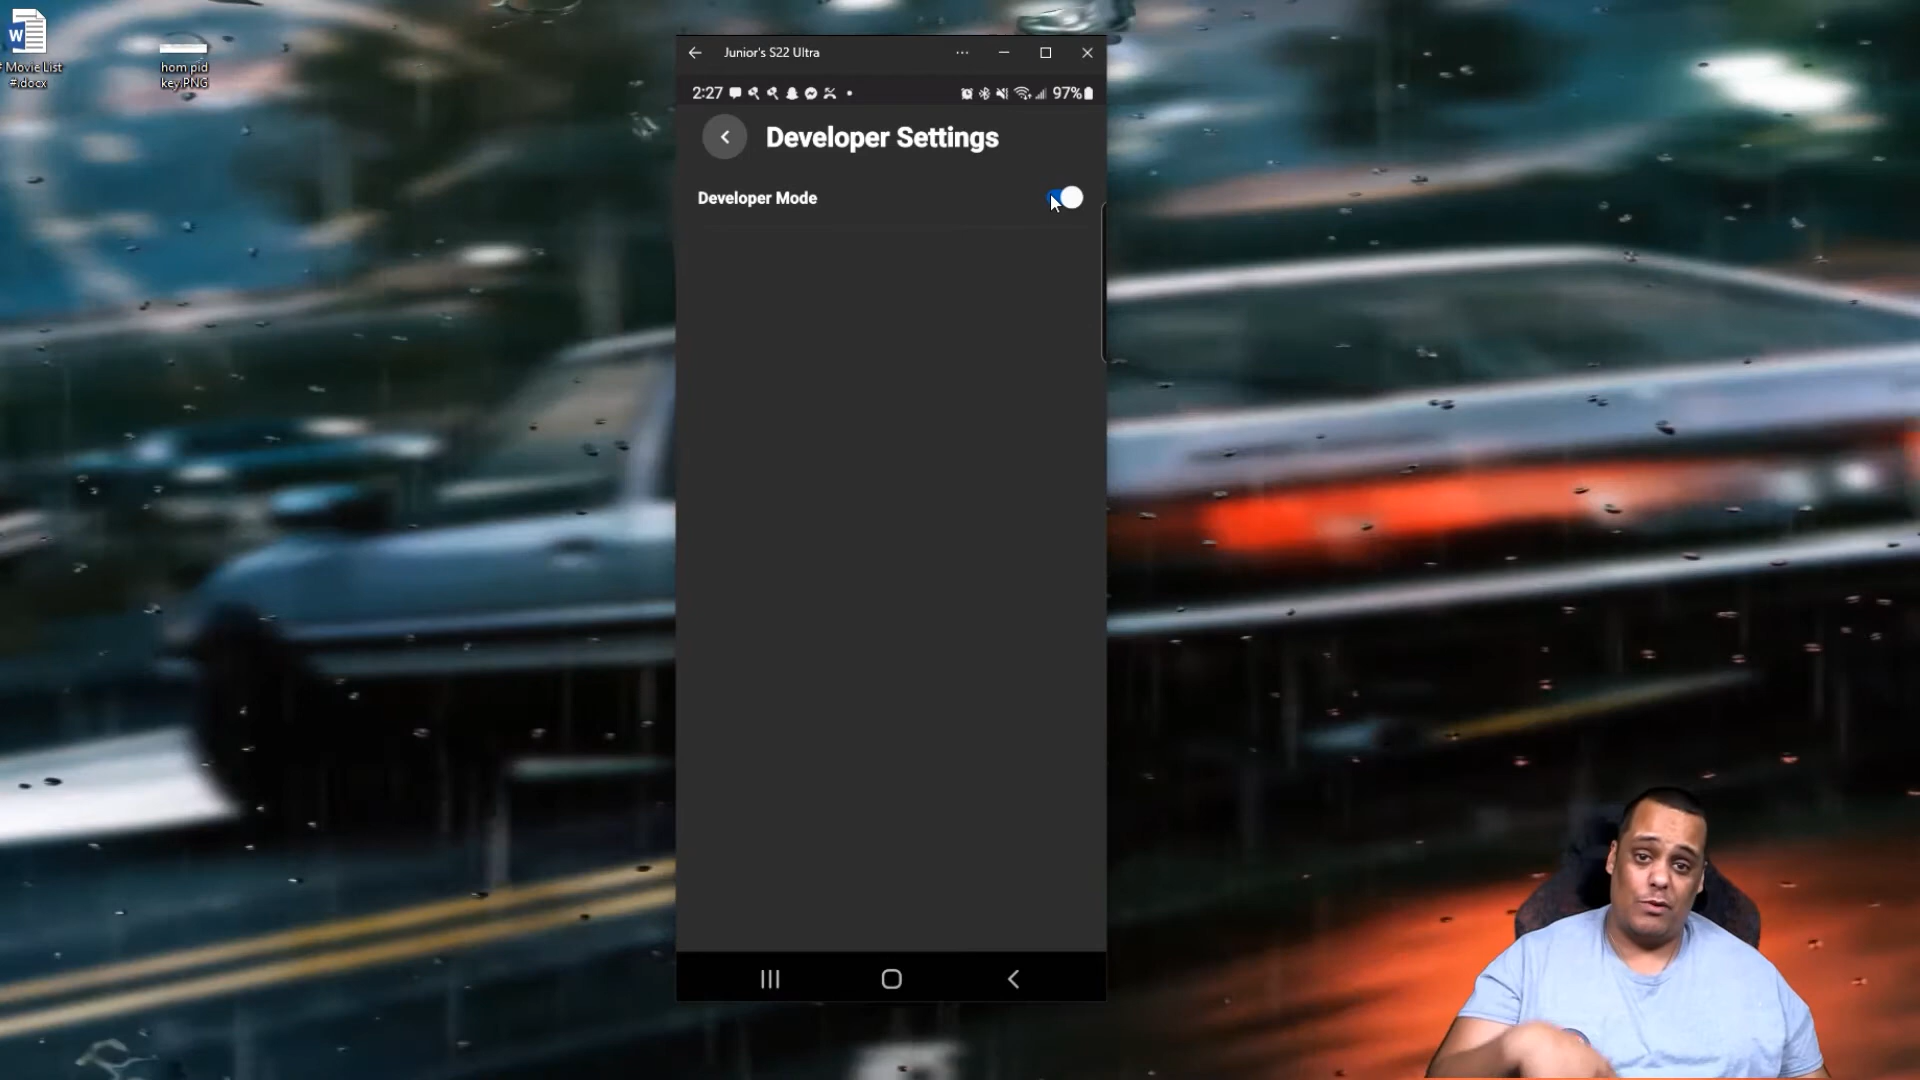 Movie List
#.docx
hom pid
key.PNG
Junior's S22 Ultra
2:27
97%
Developer Settings
Developer Mode